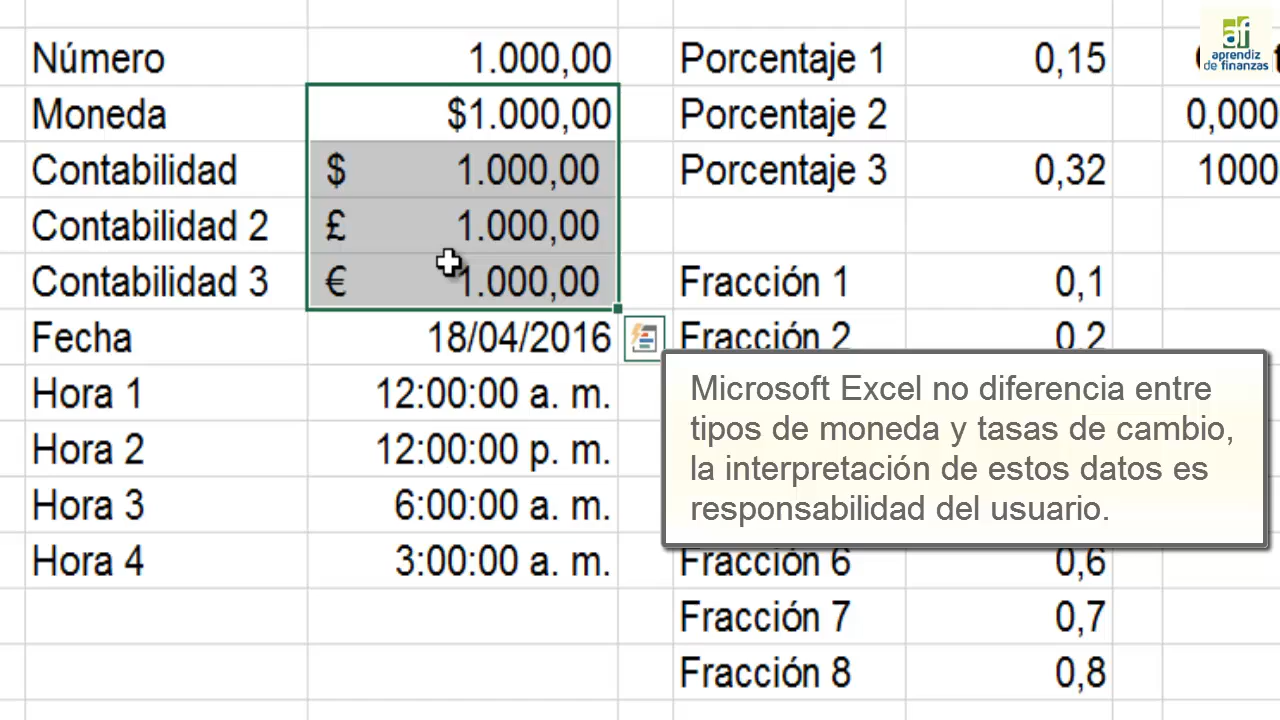 af
aprendiz
de finanzas
Número 1.000,00 Porcentaje 1 0,15
Moneda $1.000,00 Porcentaje 2 0,000
Contabilidad $ 1.000,00 Porcentaje 3 0,32 1000
Contabilidad 2 £ 1.000,00
Contabilidad 3 € 1.000,00 Fracción 1 0,1
Fecha 18/04/2016 Fracción 2 0,2
Hora 1 12:00:00 a. m.
Hora 2 12:00:00 p. m.
Hora 3 6:00:00 a. m.
Hora 4 3:00:00 a. m. Fracción 6 0,6
Fracción 7 0,7
Fracción 8 0,8
Microsoft Excel no diferencia entre
tipos de moneda y tasas de cambio,
la interpretación de estos datos es
responsabilidad del usuario.